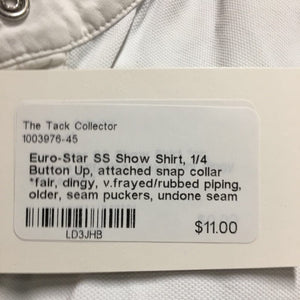 The Tack Collector
1003976-45
Euro-Star SS Show Shirt, 1/4
Button Up, attached snap collar
*fair, dingy, v.frayed/rubbed piping,
older, seam puckers, undone seam
LD3JHB
$11.00